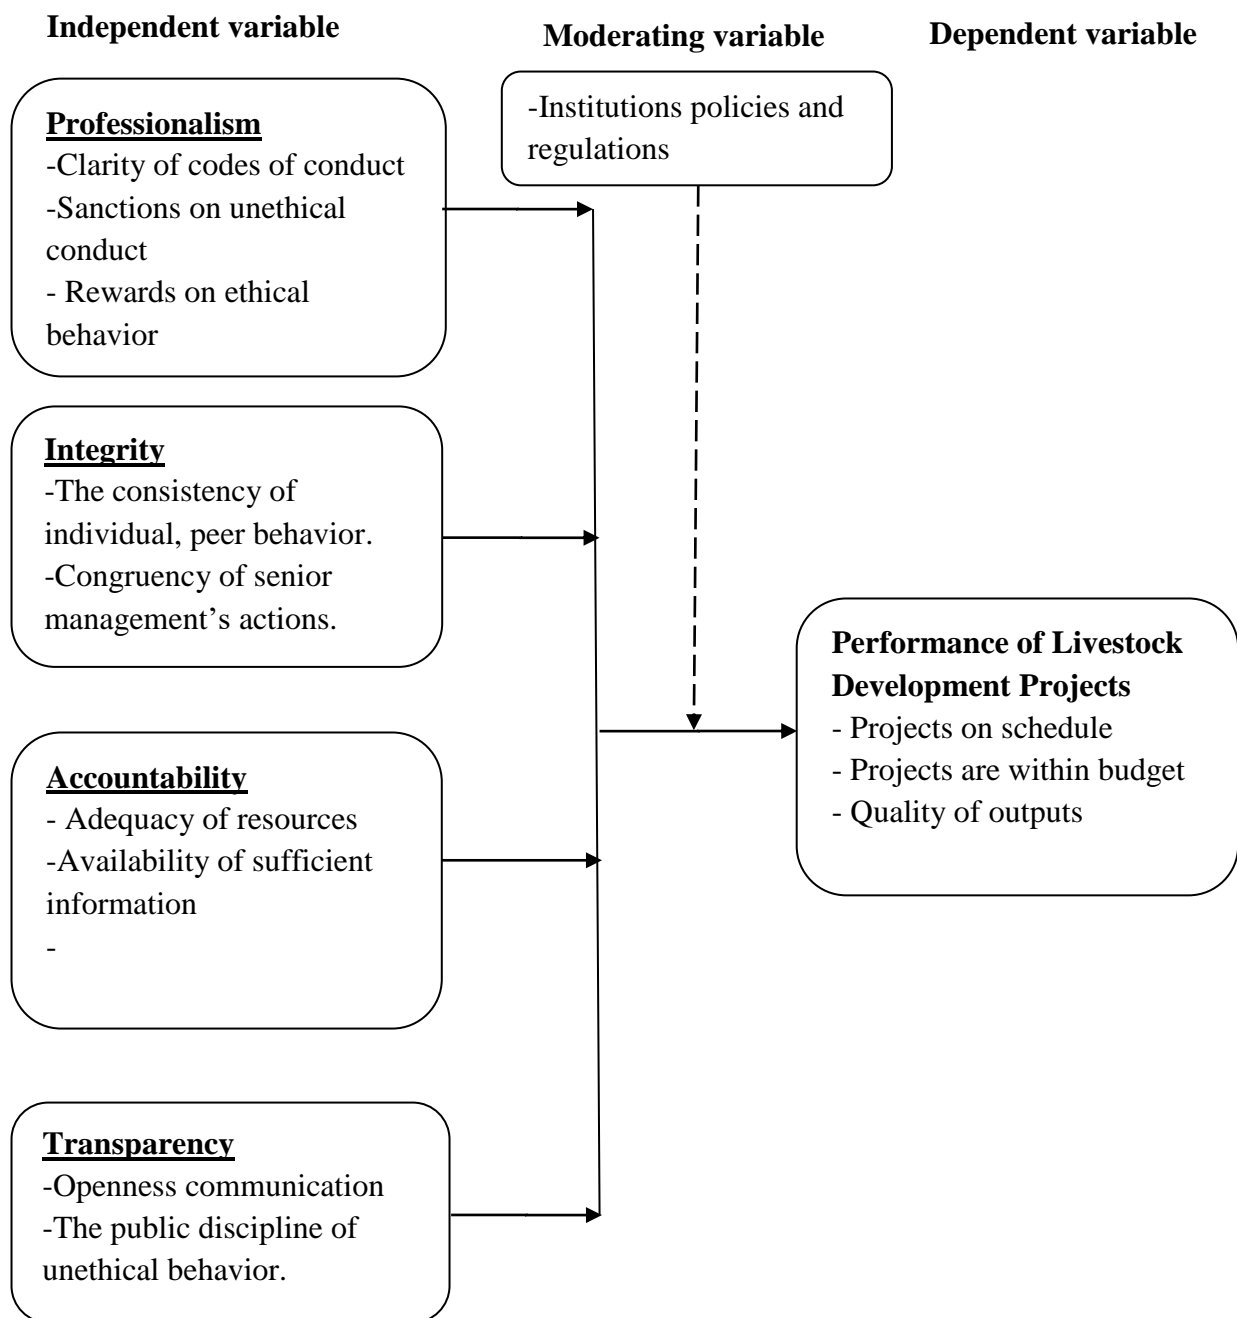 Independent variable
Moderating variable
Dependent variable
-Institutions policies and
regulations
Professionalism
-Clarity of codes of conduct
-Sanctions on unethical
conduct
- Rewards on ethical
behavior
Integrity
-The consistency of
individual, peer behavior.
-Congruency of senior
management’s actions.
Performance of Livestock
Development Projects
- Projects on schedule
- Projects are within budget
- Quality of outputs
Accountability
- Adequacy of resources
-Availability of sufficient
information
-
Transparency
-Openness communication
-The public discipline of
unethical behavior.